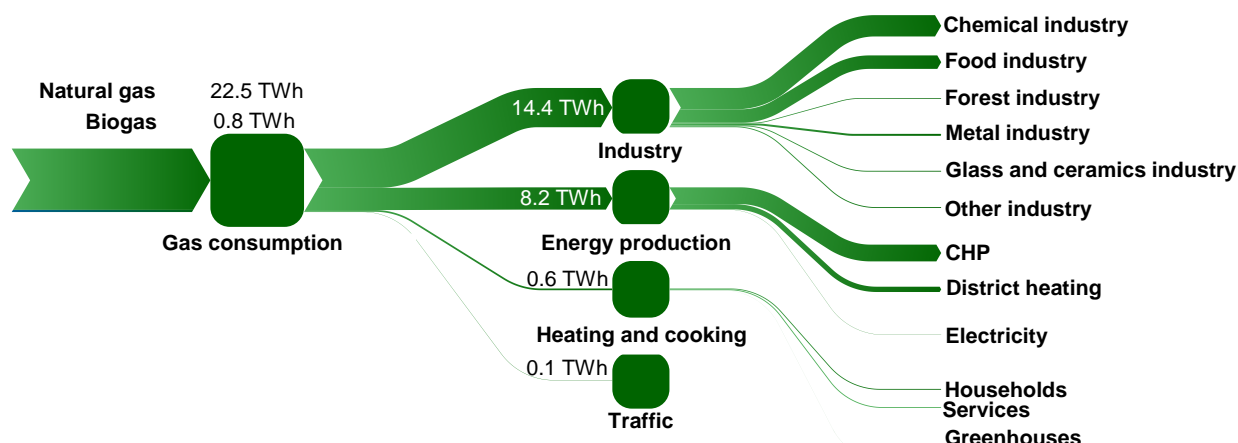 Natural gas 22.5 TWh
Biogas 0.8 TWh
Gas consumption
14.4 TWh
Industry
8.2 TWh
Energy production
0.6 TWh
Heating and cooking
0.1 TWh
Traffic
Chemical industry
Food industry
Forest industry
Metal industry
Glass and ceramics industry
Other industry
CHP
District heating
Electricity
Households
Services
Greenhouses